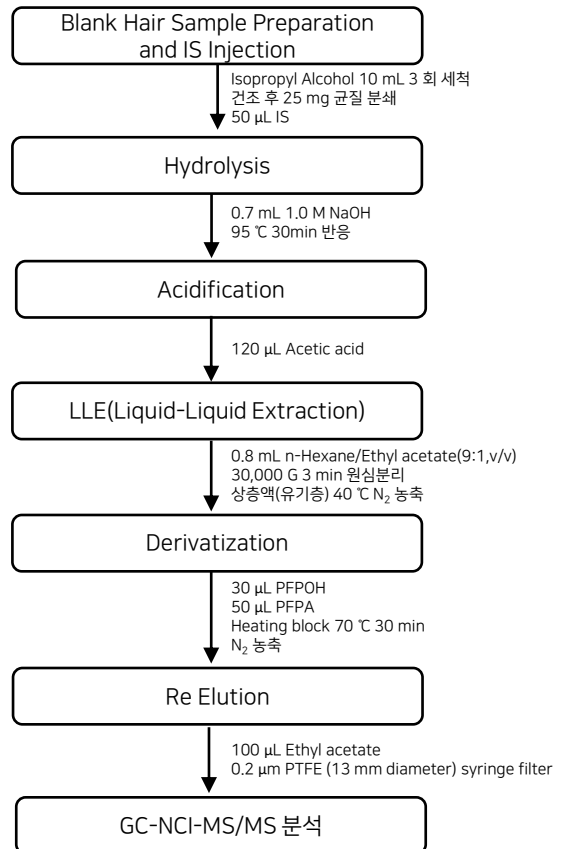 Blank Hair Sample Preparation
and IS Injection
Isopropyl Alcohol 10 mL 3 회 세척
건조 후 25 mg 균질 분쇄
50 μL IS
Hydrolysis
0.7 mL 1.0 M NaOH
95 ℃ 30min 반응
Acidification
120 μL Acetic acid
LLE(Liquid-Liquid Extraction)
0.8 mL n-Hexane/Ethyl acetate(9:1,v/v)
30,000 G 3 min 원심분리
상층액(유기층) 40 ℃ N₂ 농축
Derivatization
30 μL PFPOH
50 μL PFPA
Heating block 70 ℃ 30 min
N₂ 농축
Re Elution
100 μL Ethyl acetate
0.2 μm PTFE (13 mm diameter) syringe filter
GC-NCI-MS/MS 분석